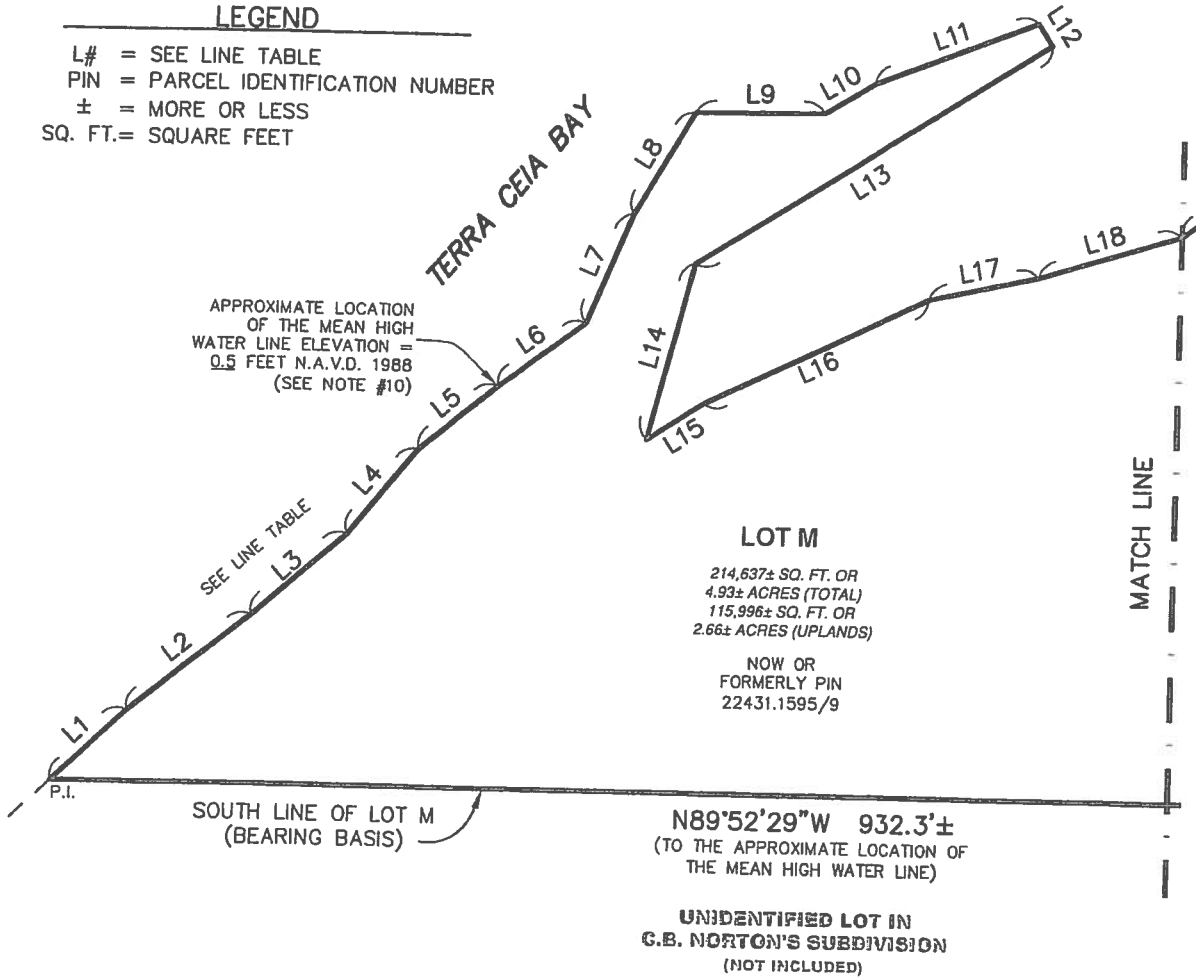 LEGEND
L# = SEE LINE TABLE
PIN = PARCEL IDENTIFICATION NUMBER
± = MORE OR LESS
SQ. FT.= SQUARE FEET
TERRA CEIA BAY
APPROXIMATE LOCATION
OF THE MEAN HIGH
WATER LINE ELEVATION =
0.5 FEET N.A.V.D. 1988
(SEE NOTE #10)
SEE LINE TABLE
L1
L2
L3
L4
L5
L6
L7
L8
L9
L10
L11
L12
L13
L14
L15
L16
L17
L18
MATCH LINE
LOT M
214,637± SQ. FT. OR
4.93± ACRES (TOTAL)
115,996± SQ. FT. OR
2.66± ACRES (UPLANDS)
NOW OR
FORMERLY PIN
22431.1595/9
P.I.
SOUTH LINE OF LOT M
(BEARING BASIS)
N89°52'29"W 932.3'±
(TO THE APPROXIMATE LOCATION OF
THE MEAN HIGH WATER LINE)
UNIDENTIFIED LOT IN
G.B. NORTON'S SUBDIVISION
(NOT INCLUDED)